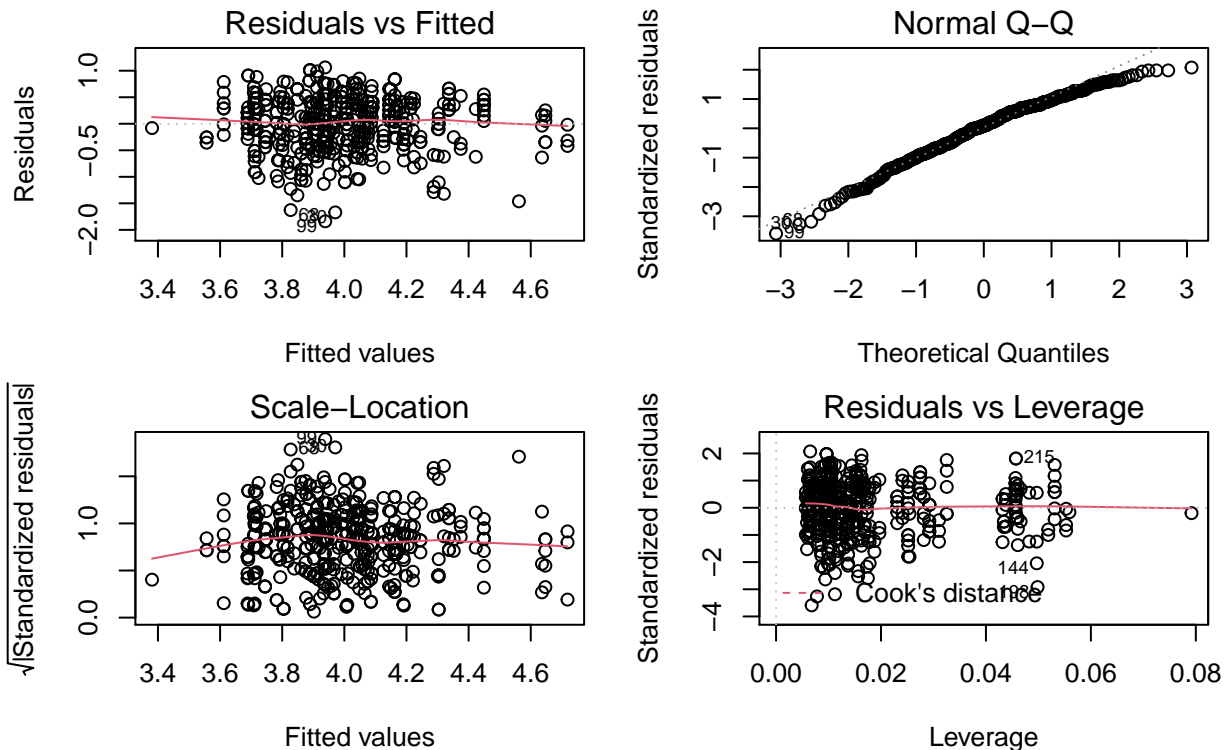 Residuals vs Fitted
Residuals
1.0
−0.5
−2.0
99
3.4 3.6 3.8 4.0 4.2 4.4 4.6
Fitted values
Normal Q−Q
Standardized residuals
1
−1
−3
99
−3 −2 −1 0 1 2 3
Theoretical Quantiles
Scale−Location
√|Standardized residuals|
1.0
0.0
3.4 3.6 3.8 4.0 4.2 4.4 4.6
Fitted values
Residuals vs Leverage
Standardized residuals
2
0
−2
−4
215
144
Cook's distance
0.00 0.02 0.04 0.06 0.08
Leverage